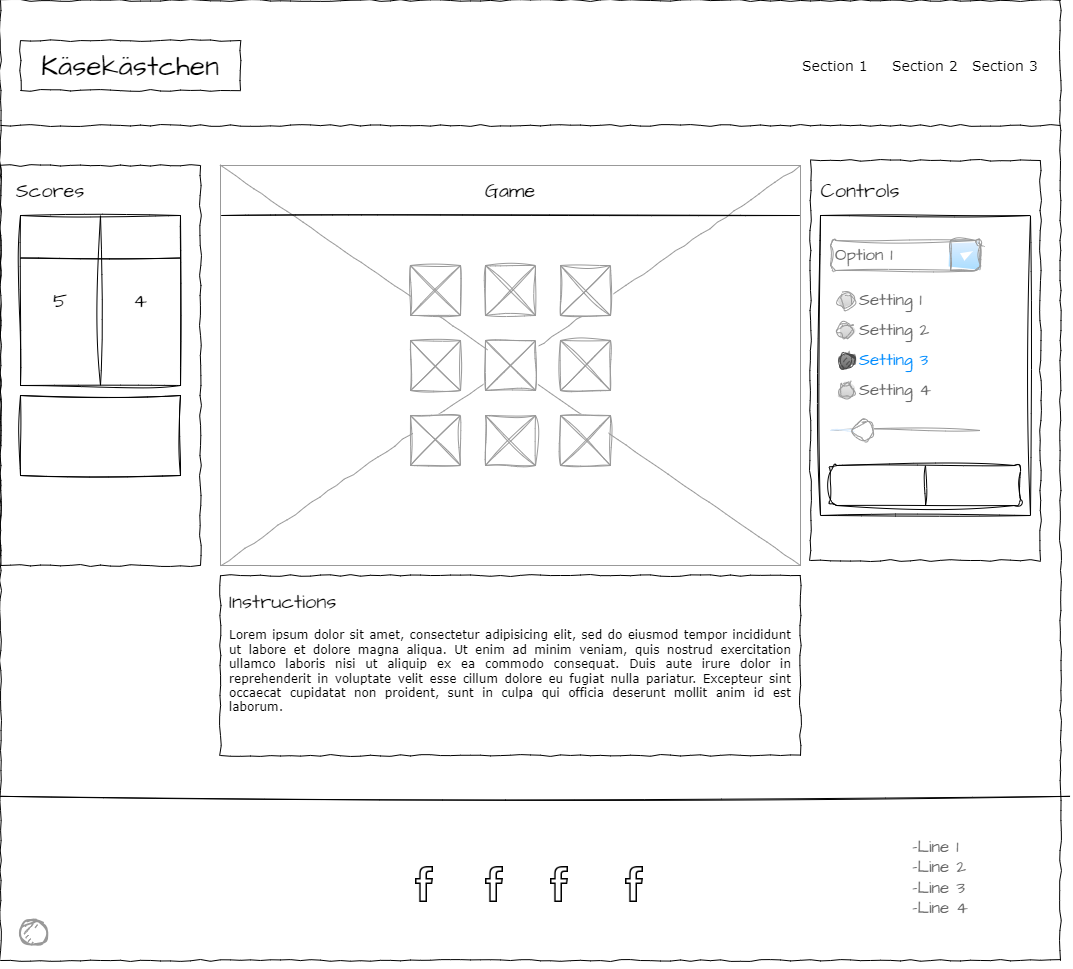 Käsekästchen
Section 1 Section 2 Section 3
Scores
5 4
Game
Controls
Option 1
Setting 1
Setting 2
Setting 3
Setting 4
Instructions
Lorem ipsum dolor sit amet, consectetur adipisicing elit, sed do eiusmod tempor incididunt
ut labore et dolore magna aliqua. Ut enim ad minim veniam, quis nostrud exercitation
ullamco laboris nisi ut aliquip ex ea commodo consequat. Duis aute irure dolor in
reprehenderit in voluptate velit esse cillum dolore eu fugiat nulla pariatur. Excepteur sint
occaecat cupidatat non proident, sunt in culpa qui officia deserunt mollit anim id est
laborum.
f f f f
-Line 1
-Line 2
-Line 3
-Line 4